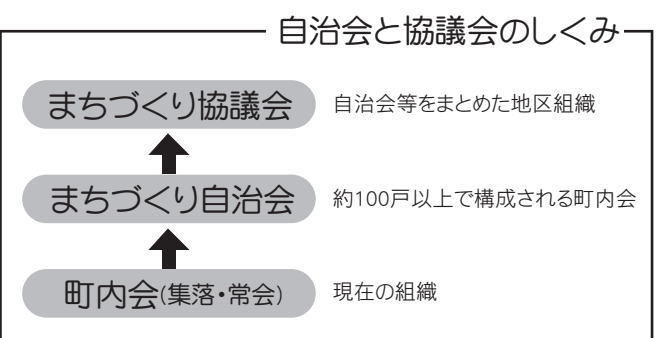 自治会と協議会のしくみ
まちづくり協議会 自治会等をまとめた地区組織
まちづくり自治会 約100戸以上で構成される町内会
町内会(集落・常会) 現在の組織